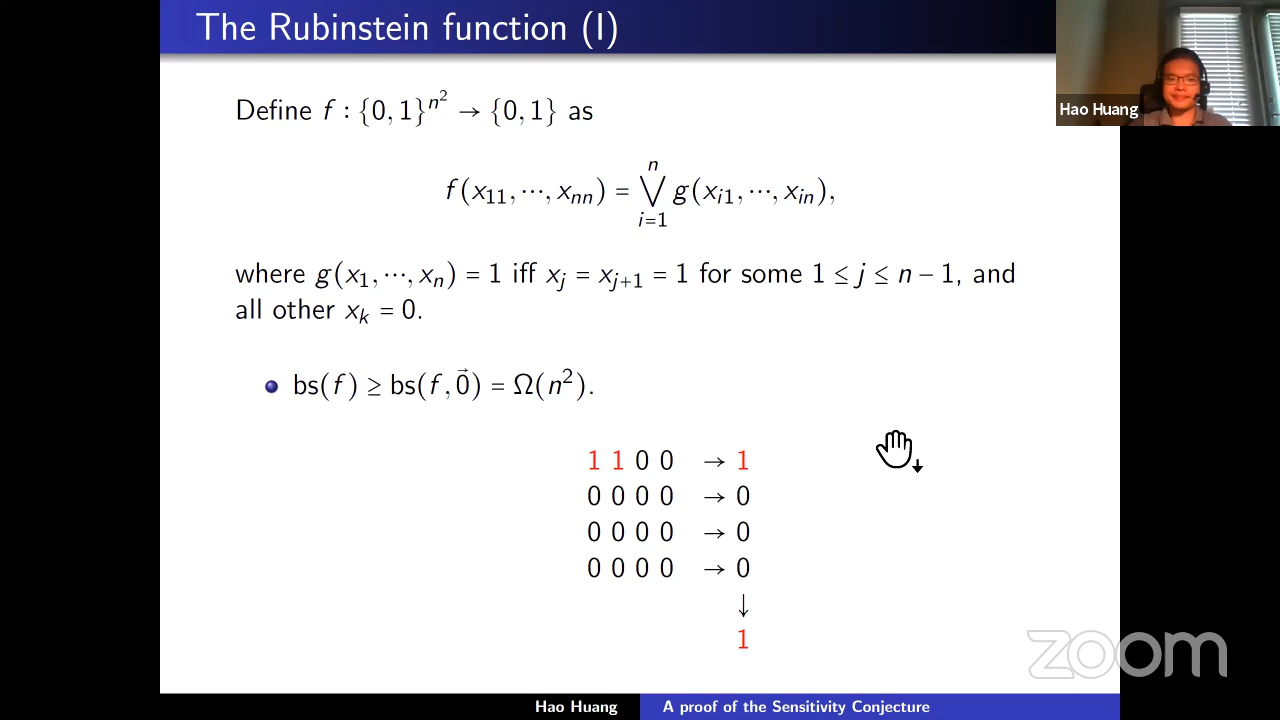 The Rubinstein function (I)
Hao Huang
Define f : {0, 1}^{n^2} → {0, 1} as
f(x_{11}, ⋯, x_{nn}) = ⋁_{i=1}^{n} g(x_{i1}, ⋯, x_{in}),
where g(x_1, ⋯, x_n) = 1 iff x_j = x_{j+1} = 1 for some 1 ≤ j ≤ n − 1, and
all other x_k = 0.
bs(f) ≥ bs(f, \vec{0}) = Ω(n^2).
1 1 0 0 → 1
0 0 0 0 → 0
0 0 0 0 → 0
0 0 0 0 → 0
↓
1
zoom
Hao Huang A proof of the Sensitivity Conjecture